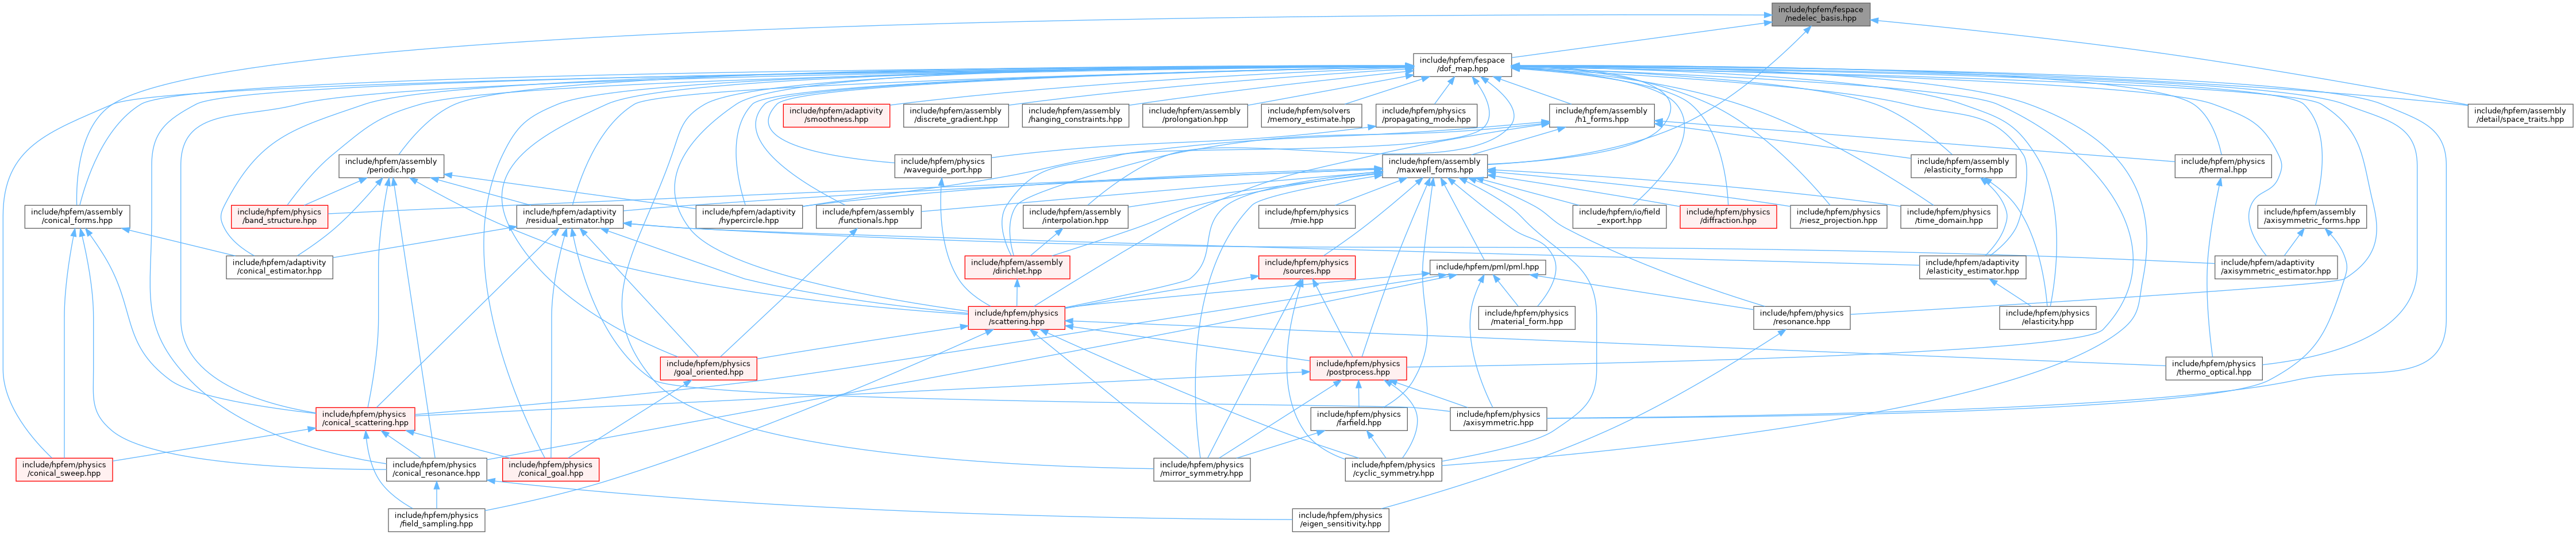 include/hpfem/fespace
/nedelec_basis.hpp
include/hpfem/fespace
/dof_map.hpp
include/hpfem/adaptivity
/smoothness.hpp
include/hpfem/assembly
/discrete_gradient.hpp
include/hpfem/assembly
/hanging_constraints.hpp
include/hpfem/assembly
/prolongation.hpp
include/hpfem/solvers
/memory_estimate.hpp
include/hpfem/physics
/propagating_mode.hpp
include/hpfem/assembly
/h1_forms.hpp
include/hpfem/assembly
/detail/space_traits.hpp
include/hpfem/assembly
/periodic.hpp
include/hpfem/physics
/waveguide_port.hpp
include/hpfem/assembly
/maxwell_forms.hpp
include/hpfem/assembly
/elasticity_forms.hpp
include/hpfem/physics
/thermal.hpp
include/hpfem/assembly
/conical_forms.hpp
include/hpfem/physics
/band_structure.hpp
include/hpfem/adaptivity
/residual_estimator.hpp
include/hpfem/adaptivity
/hypercircle.hpp
include/hpfem/assembly
/functionals.hpp
include/hpfem/assembly
/interpolation.hpp
include/hpfem/physics
/mie.hpp
include/hpfem/io/field
_export.hpp
include/hpfem/physics
/diffraction.hpp
include/hpfem/physics
/riesz_projection.hpp
include/hpfem/physics
/time_domain.hpp
include/hpfem/assembly
/axisymmetric_forms.hpp
include/hpfem/adaptivity
/conical_estimator.hpp
include/hpfem/assembly
/dirichlet.hpp
include/hpfem/physics
/sources.hpp
include/hpfem/pml/pml.hpp
include/hpfem/adaptivity
/elasticity_estimator.hpp
include/hpfem/adaptivity
/axisymmetric_estimator.hpp
include/hpfem/physics
/scattering.hpp
include/hpfem/physics
/material_form.hpp
include/hpfem/physics
/resonance.hpp
include/hpfem/physics
/elasticity.hpp
include/hpfem/physics
/goal_oriented.hpp
include/hpfem/physics
/postprocess.hpp
include/hpfem/physics
/thermo_optical.hpp
include/hpfem/physics
/conical_scattering.hpp
include/hpfem/physics
/farfield.hpp
include/hpfem/physics
/axisymmetric.hpp
include/hpfem/physics
/conical_sweep.hpp
include/hpfem/physics
/conical_resonance.hpp
include/hpfem/physics
/conical_goal.hpp
include/hpfem/physics
/mirror_symmetry.hpp
include/hpfem/physics
/cyclic_symmetry.hpp
include/hpfem/physics
/field_sampling.hpp
include/hpfem/physics
/eigen_sensitivity.hpp